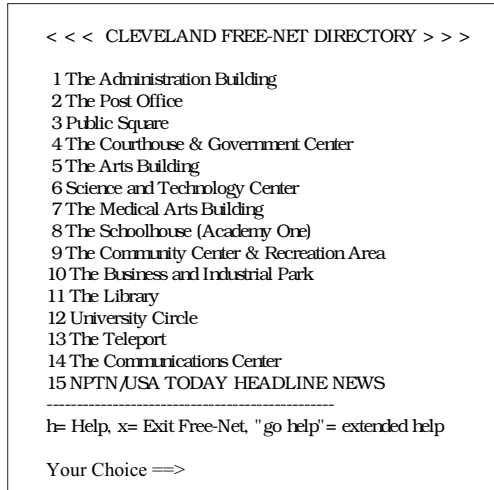 < < < CLEVELAND FREE-NET DIRECTORY > > >
1 The Administration Building
2 The Post Office
3 Public Square
4 The Courthouse & Government Center
5 The Arts Building
6 Science and Technology Center
7 The Medical Arts Building
8 The Schoolhouse (Academy One)
9 The Community Center & Recreation Area
10 The Business and Industrial Park
11 The Library
12 University Circle
13 The Teleport
14 The Communications Center
15 NPTN/USA TODAY HEADLINE NEWS
------------------------------------------------
h= Help, x= Exit Free-Net, "go help"= extended help
Your Choice ==>